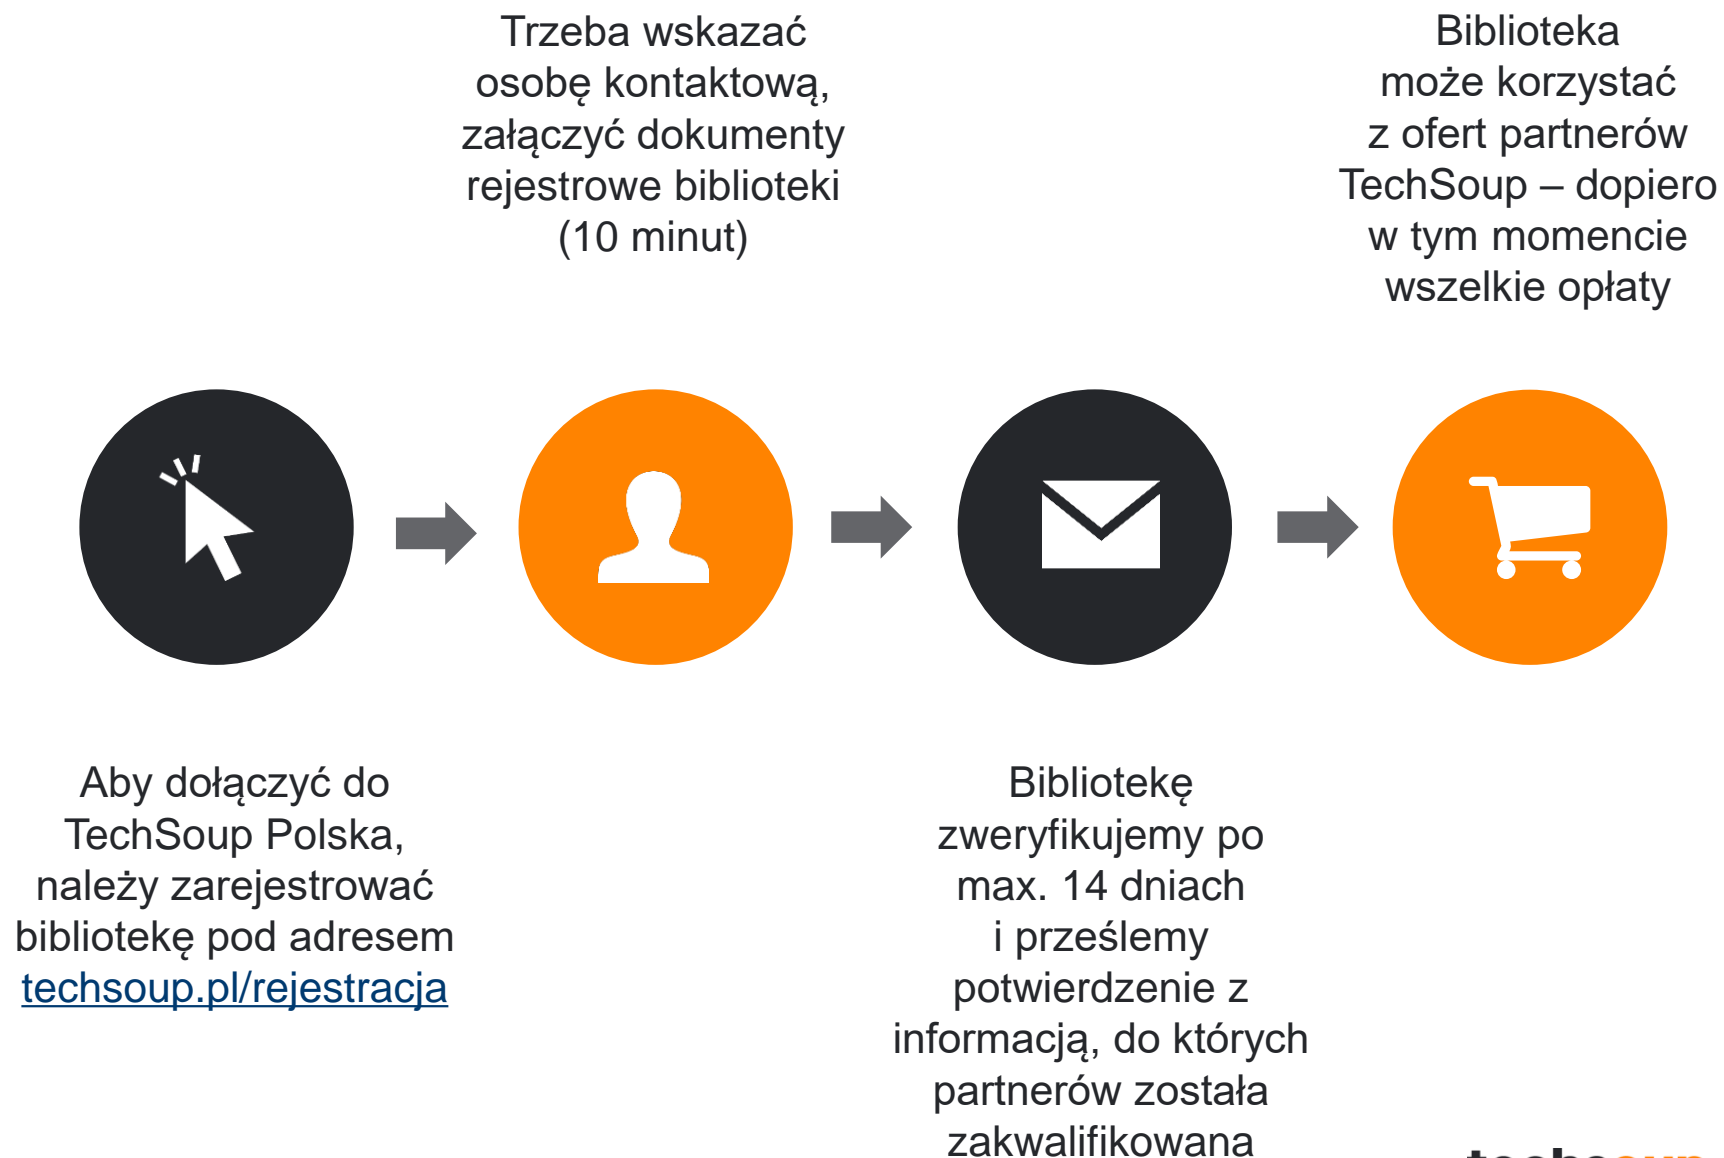 Trzeba wskazać
osobę kontaktową,
załączyć dokumenty
rejestrowe biblioteki
(10 minut)
Biblioteka
może korzystać
z ofert partnerów
TechSoup – dopiero
w tym momencie
wszelkie opłaty
Aby dołączyć do
TechSoup Polska,
należy zarejestrować
bibliotekę pod adresem
techsoup.pl/rejestracja
Bibliotekę
zweryfikujemy po
max. 14 dniach
i prześlemy
potwierdzenie z
informacją, do których
partnerów została
zakwalifikowana